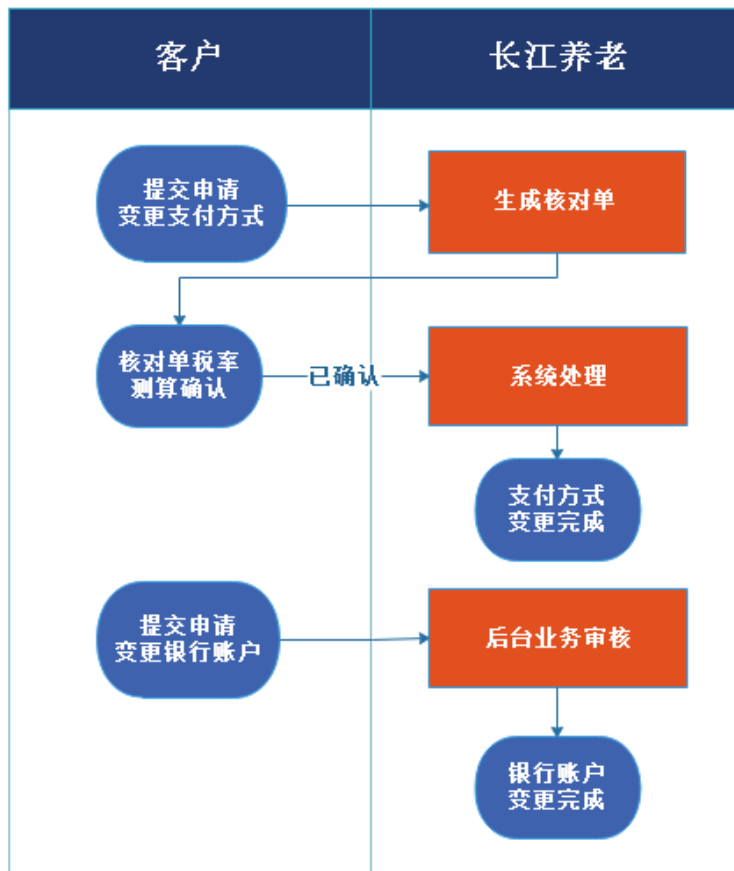 客户
长江养老
提交申请
变更支付方式
生成核对单
核对单税率
测算确认
已确认
系统处理
支付方式
变更完成
提交申请
变更银行账户
后台业务审核
银行账户
变更完成